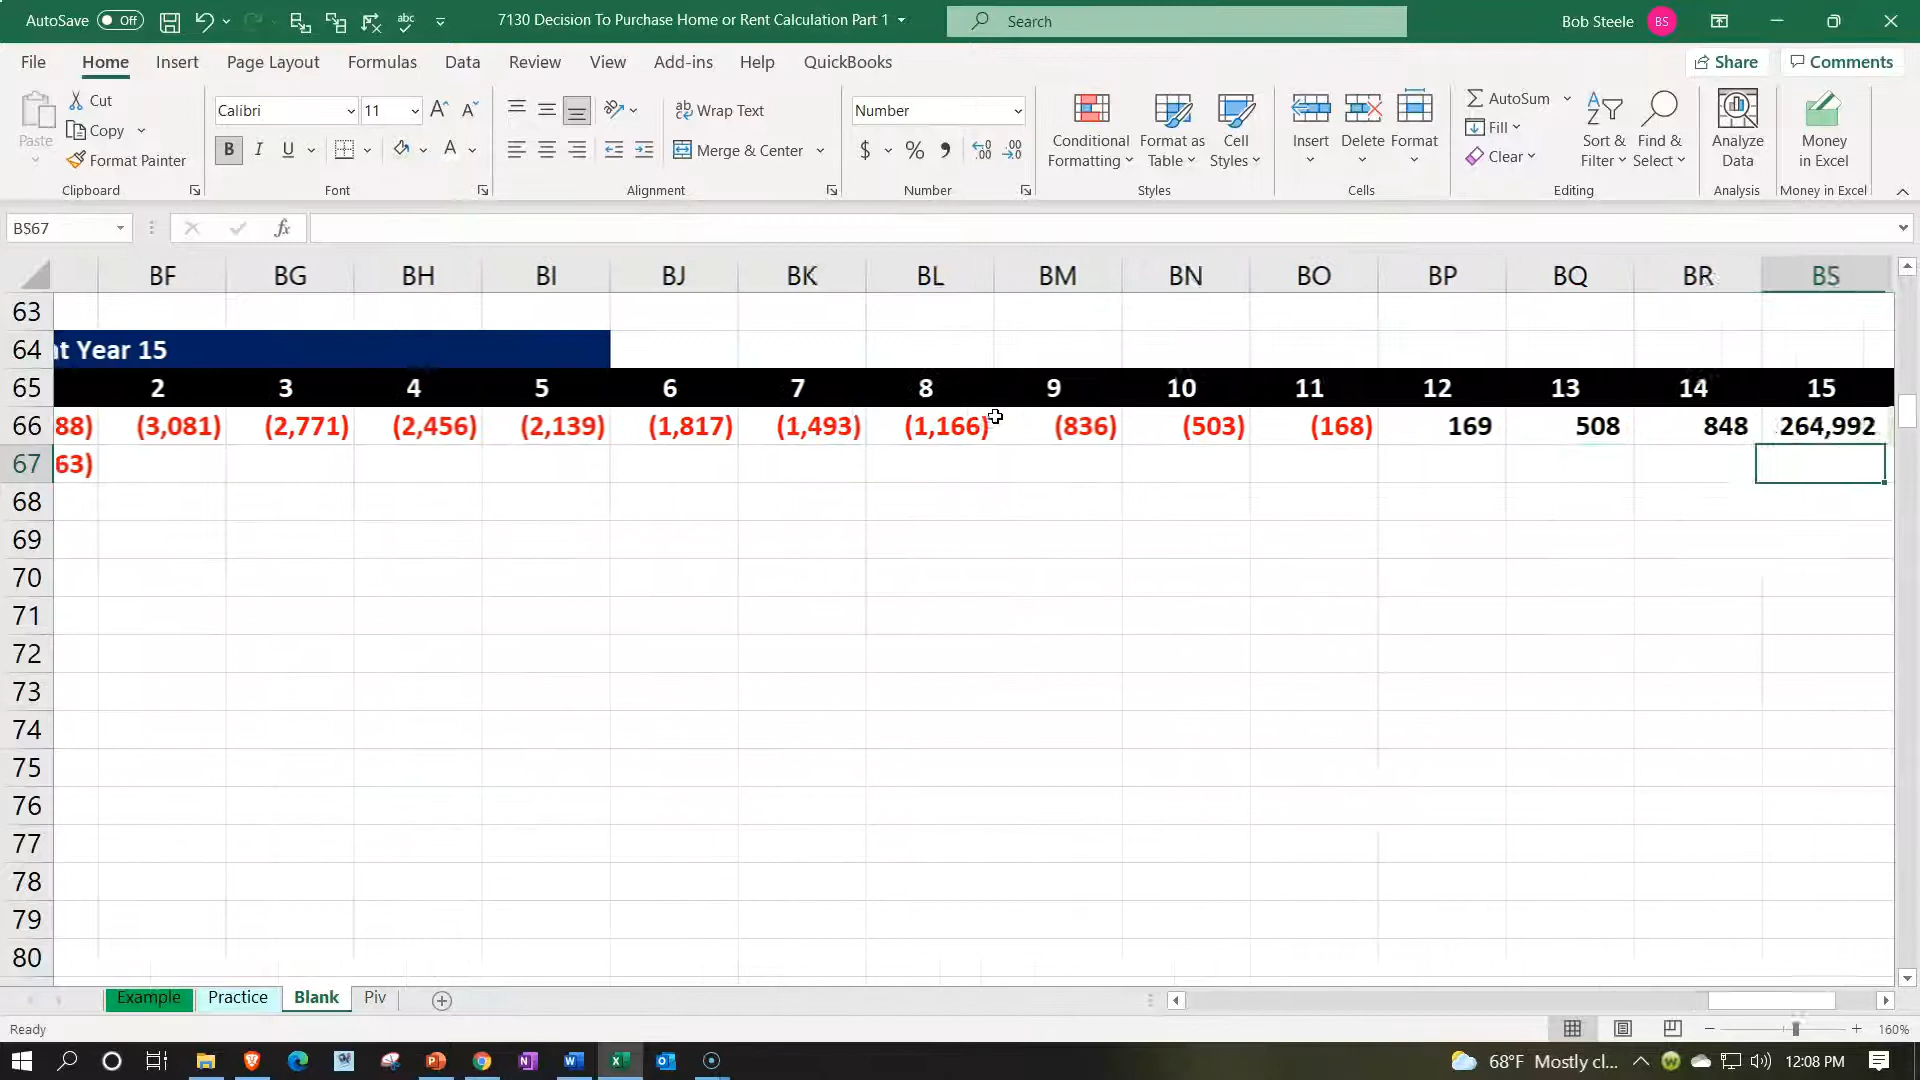 AutoSave Off 7130 Decision To Purchase Home or Rent Calculation Part 1 Search Bob Steele BS
File Home Insert Page Layout Formulas Data Review View Add-ins Help QuickBooks Share Comments
Paste Cut Copy Format Painter Clipboard
Calibri 11 B I U A Font
Wrap Text Merge & Center Alignment
Number $ % , Number
Conditional Formatting Format as Table Cell Styles Styles
Insert Delete Format Cells
AutoSum Fill Clear Sort & Filter Find & Select Editing
Analyze Data Analysis
Money in Excel Money in Excel
BS67 fx
BF BG BH BI BJ BK BL BM BN BO BP BQ BR BS
63
64 at Year 15
65 2 3 4 5 6 7 8 9 10 11 12 13 14 15
66 88) (3,081) (2,771) (2,456) (2,139) (1,817) (1,493) (1,166) (836) (503) (168) 169 508 848 264,992
67 63)
68
69
70
71
72
73
74
75
76
77
78
79
80
Example Practice Blank Piv
Ready 160%
68°F Mostly cl... 12:08 PM